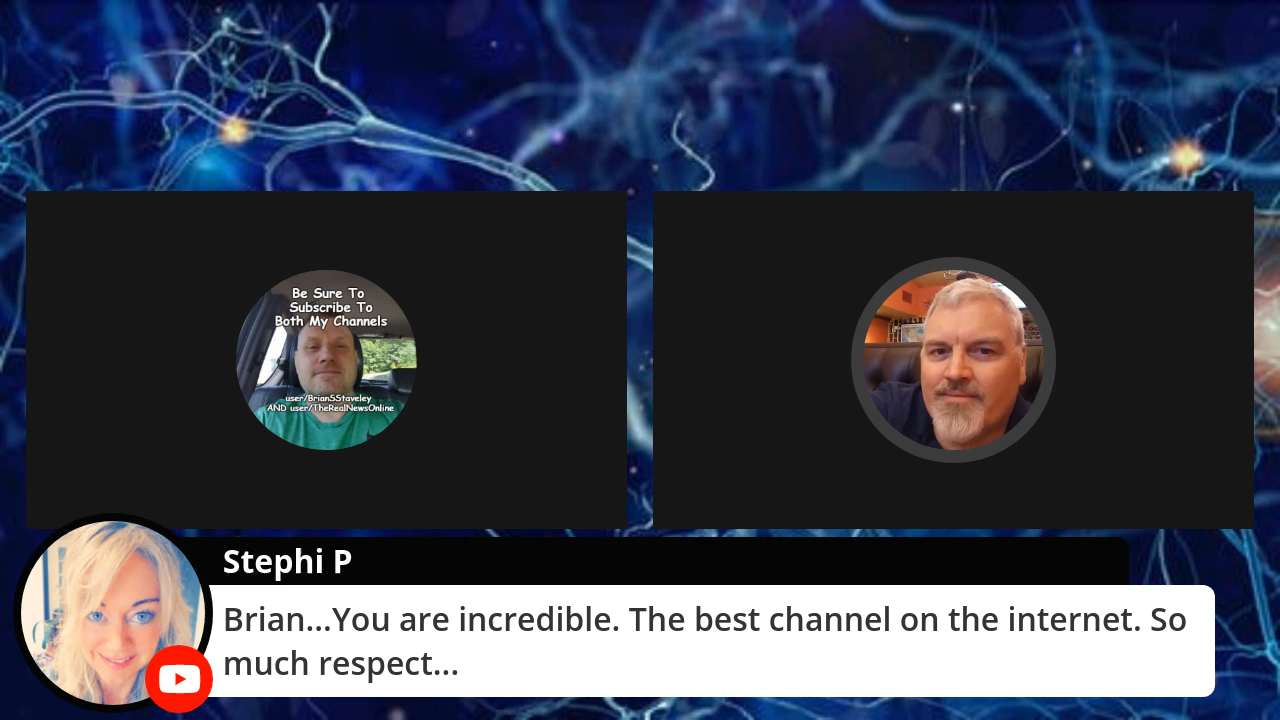 Be Sure To
Subscribe To
Both My Channels
user/BrianSStaveley
AND user/TheRealNewsOnline
Stephi P
Brian...You are incredible. The best channel on the internet. So
much respect...